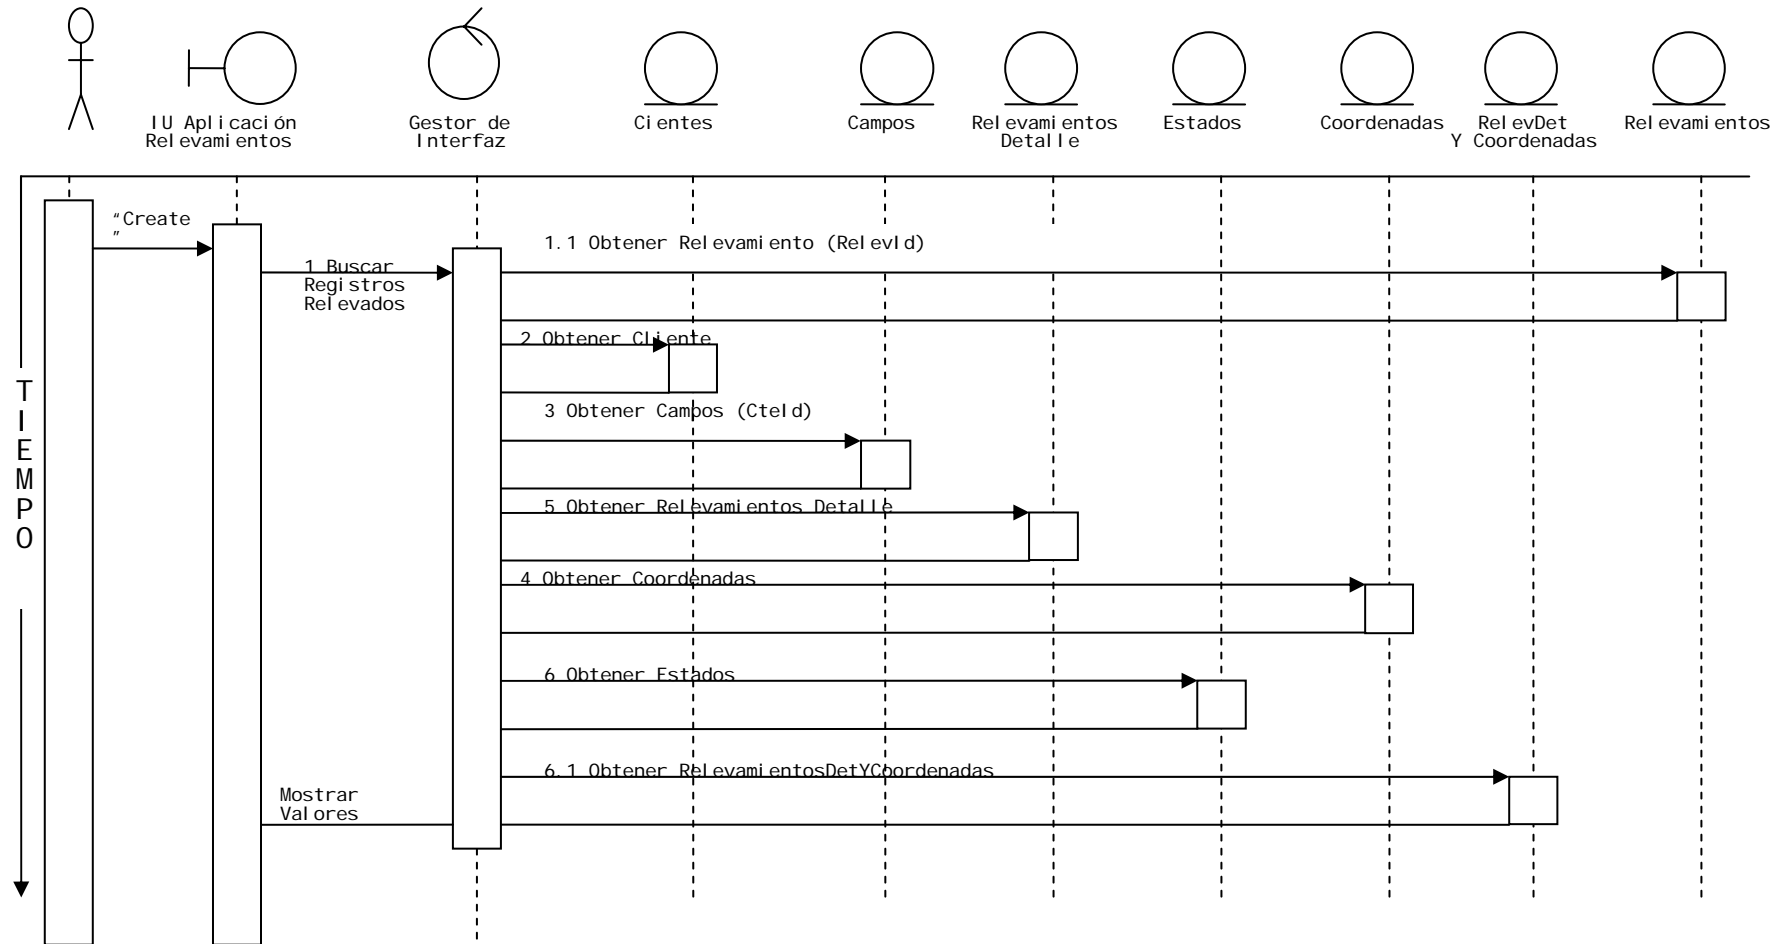 IU Aplicación
Relevamientos
Gestor de
Interfaz
Cientes
Campos
Relevamientos
Detalle
Estados
Coordenadas
RelevDet
Y Coordenadas
Relevamientos
“Create
”
1 Buscar
Registros
Relevados
1.1 Obtener Relevamiento (RelevId)
2 Obtener Cliente
3 Obtener Campos (CteId)
5 Obtener Relevamientos Detalle
4 Obtener Coordenadas
6 Obtener Estados
6.1 Obtener RelevamientosDetYCoordenadas
Mostrar
Valores
TIEMPO